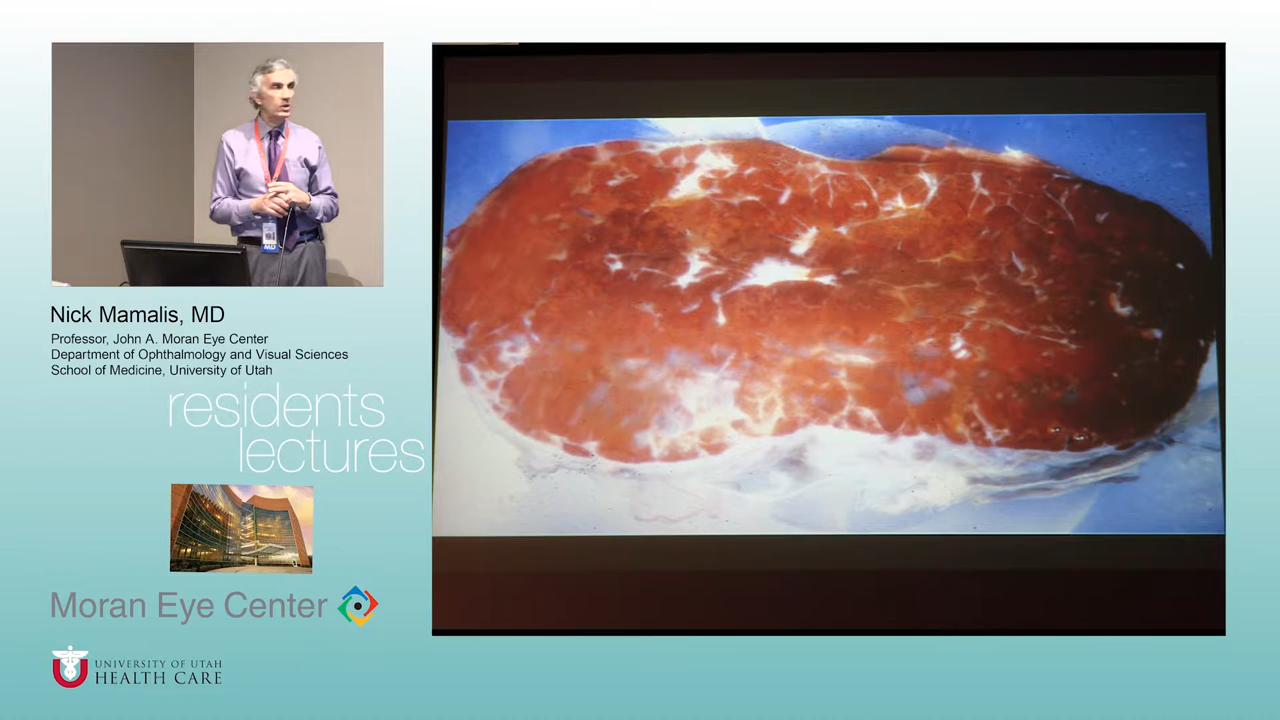 Nick Mamalis, MD
Professor, John A. Moran Eye Center
Department of Ophthalmology and Visual Sciences
School of Medicine, University of Utah
residents
lectures
Moran Eye Center
UNIVERSITY OF UTAH
HEALTH CARE
MD